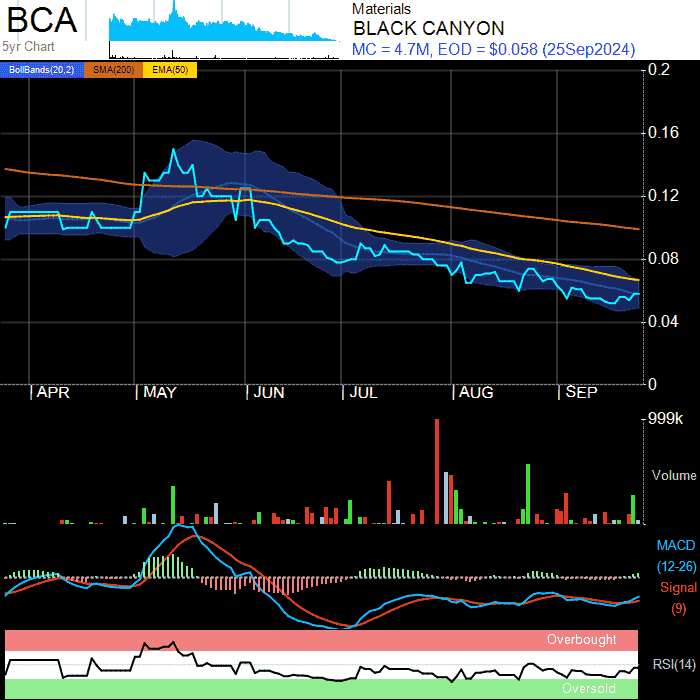 BCA
5yr Chart
Materials
BLACK CANYON
MC = 4.7M, EOD = $0.058 (25Sep2024)
BollBands(20,2) SMA(200) EMA(50)
0.2
0.16
0.12
0.08
0.04
0
APR MAY JUN JUL AUG SEP
999k
Volume
MACD
(12-26)
Signal
(9)
Overbought
RSI(14)
Oversold